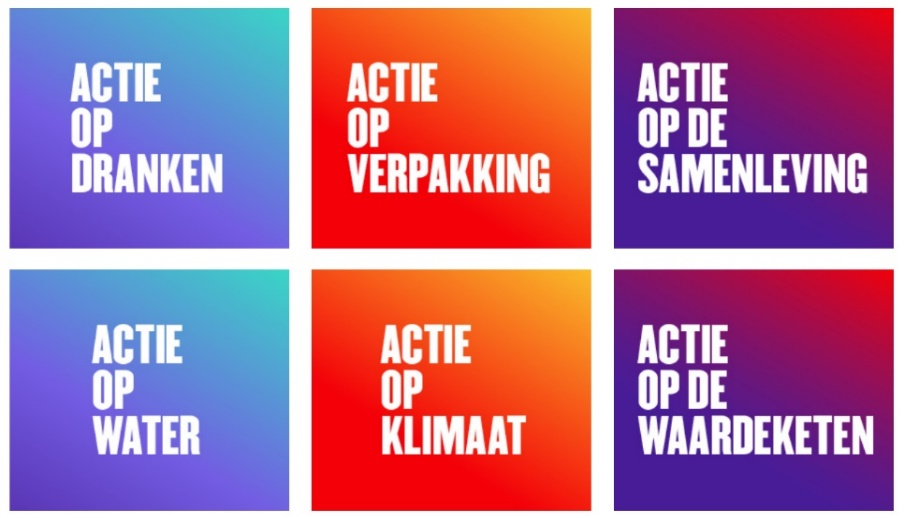 ACTIE
OP
DRANKEN
ACTIE
OP
VERPAKKING
ACTIE
OP DE
SAMENLEVING
ACTIE
OP
WATER
ACTIE
OP
KLIMAAT
ACTIE
OP DE
WAARDEKETEN